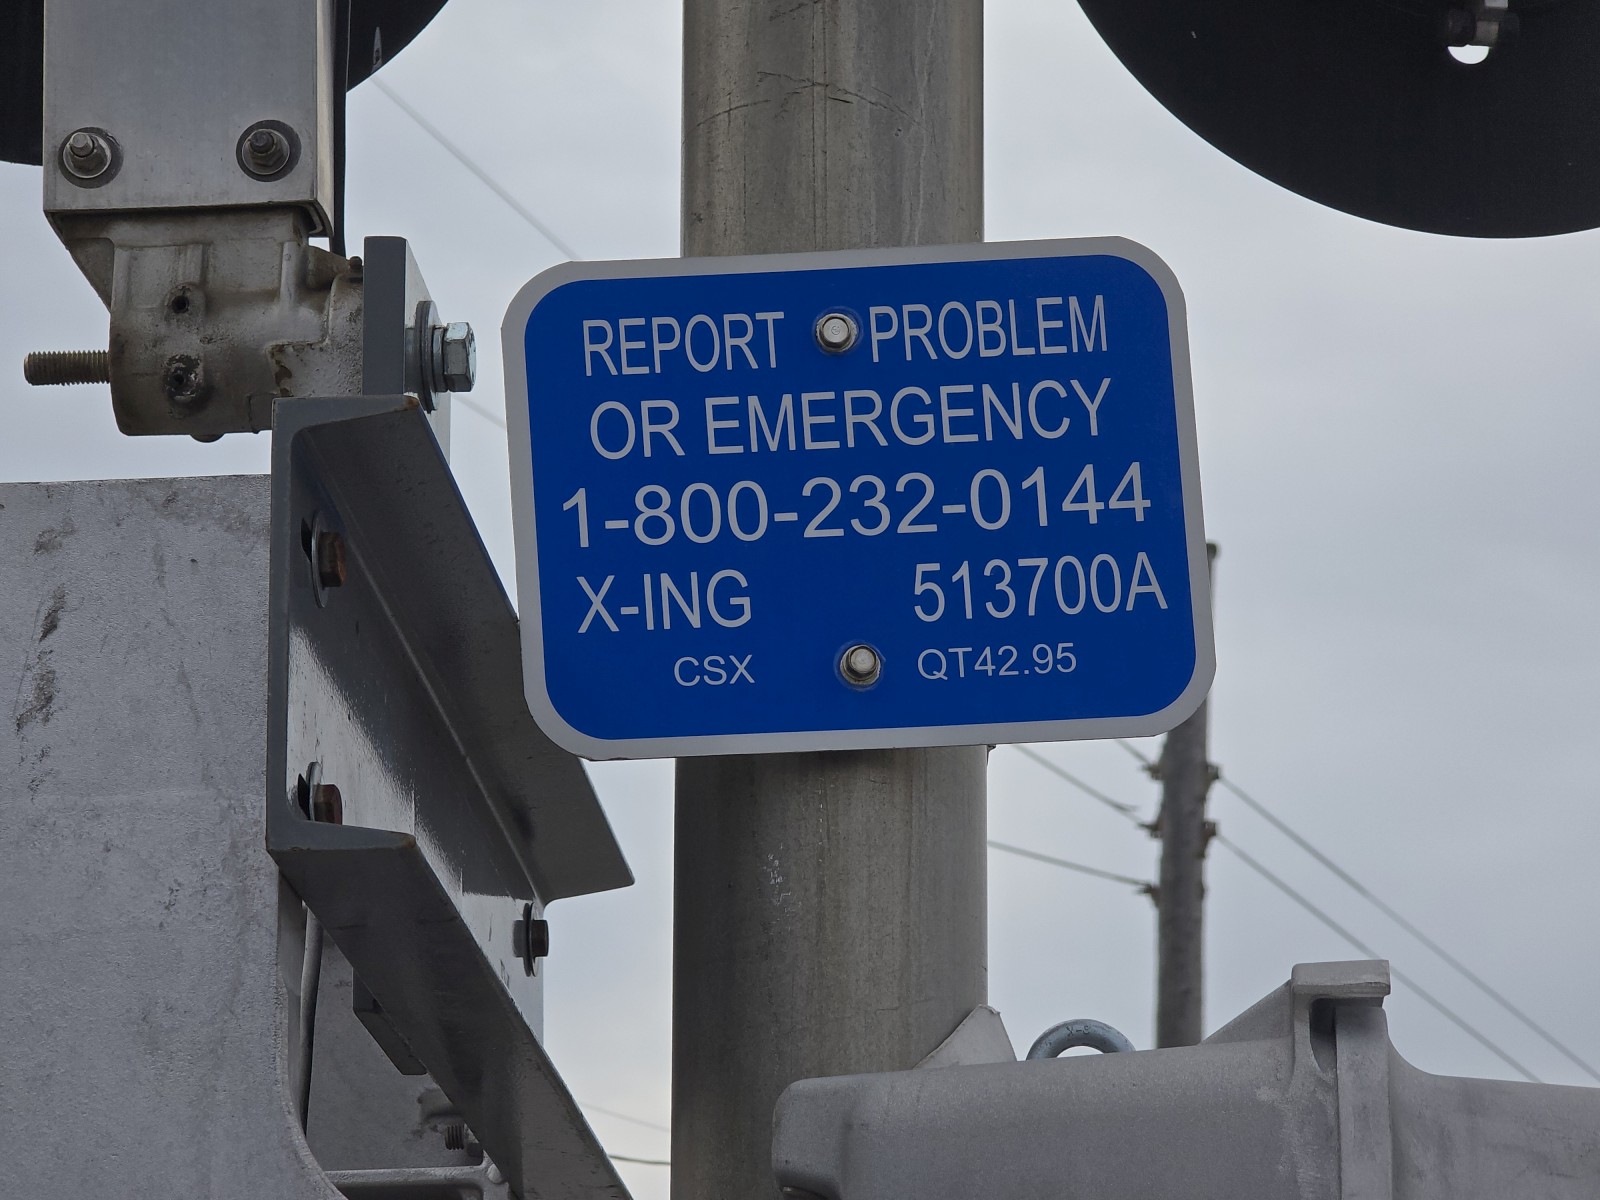 REPORT PROBLEM
OR EMERGENCY
1-800-232-0144
X-ING 513700A
CSX QT42.95